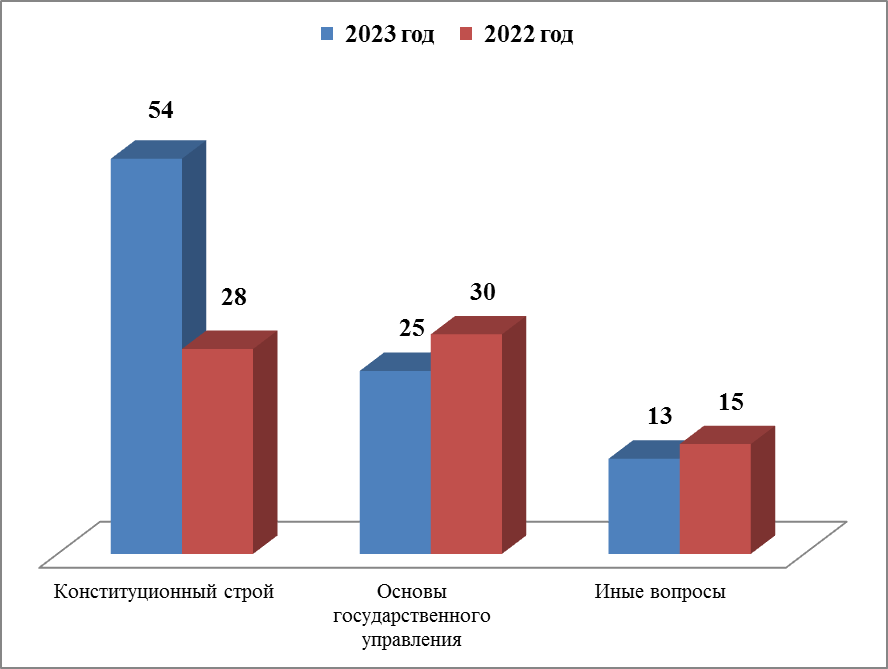 2023 год 2022 год
54
28
25
30
13
15
Конституционный строй
Основы
государственного
управления
Иные вопросы